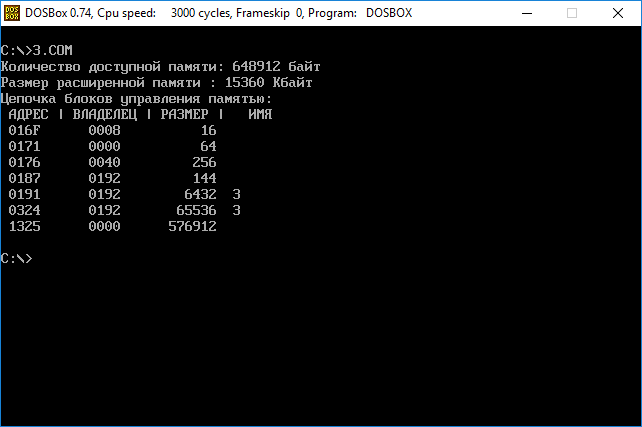 DOS BOX DOSBox 0.74, Cpu speed: 3000 cycles, Frameskip 0, Program: DOSBOX
C:\>3.COM
Количество доступной памяти: 648912 байт
Размер расширенной памяти : 15360 Кбайт
Цепочка блоков управления памятью:
АДРЕС | ВЛАДЕЛЕЦ | РАЗМЕР | ИМЯ
016F 0008 16
0171 0000 64
0176 0040 256
0187 0192 144
0191 0192 6432 3
0324 0192 65536 3
1325 0000 576912
C:\>